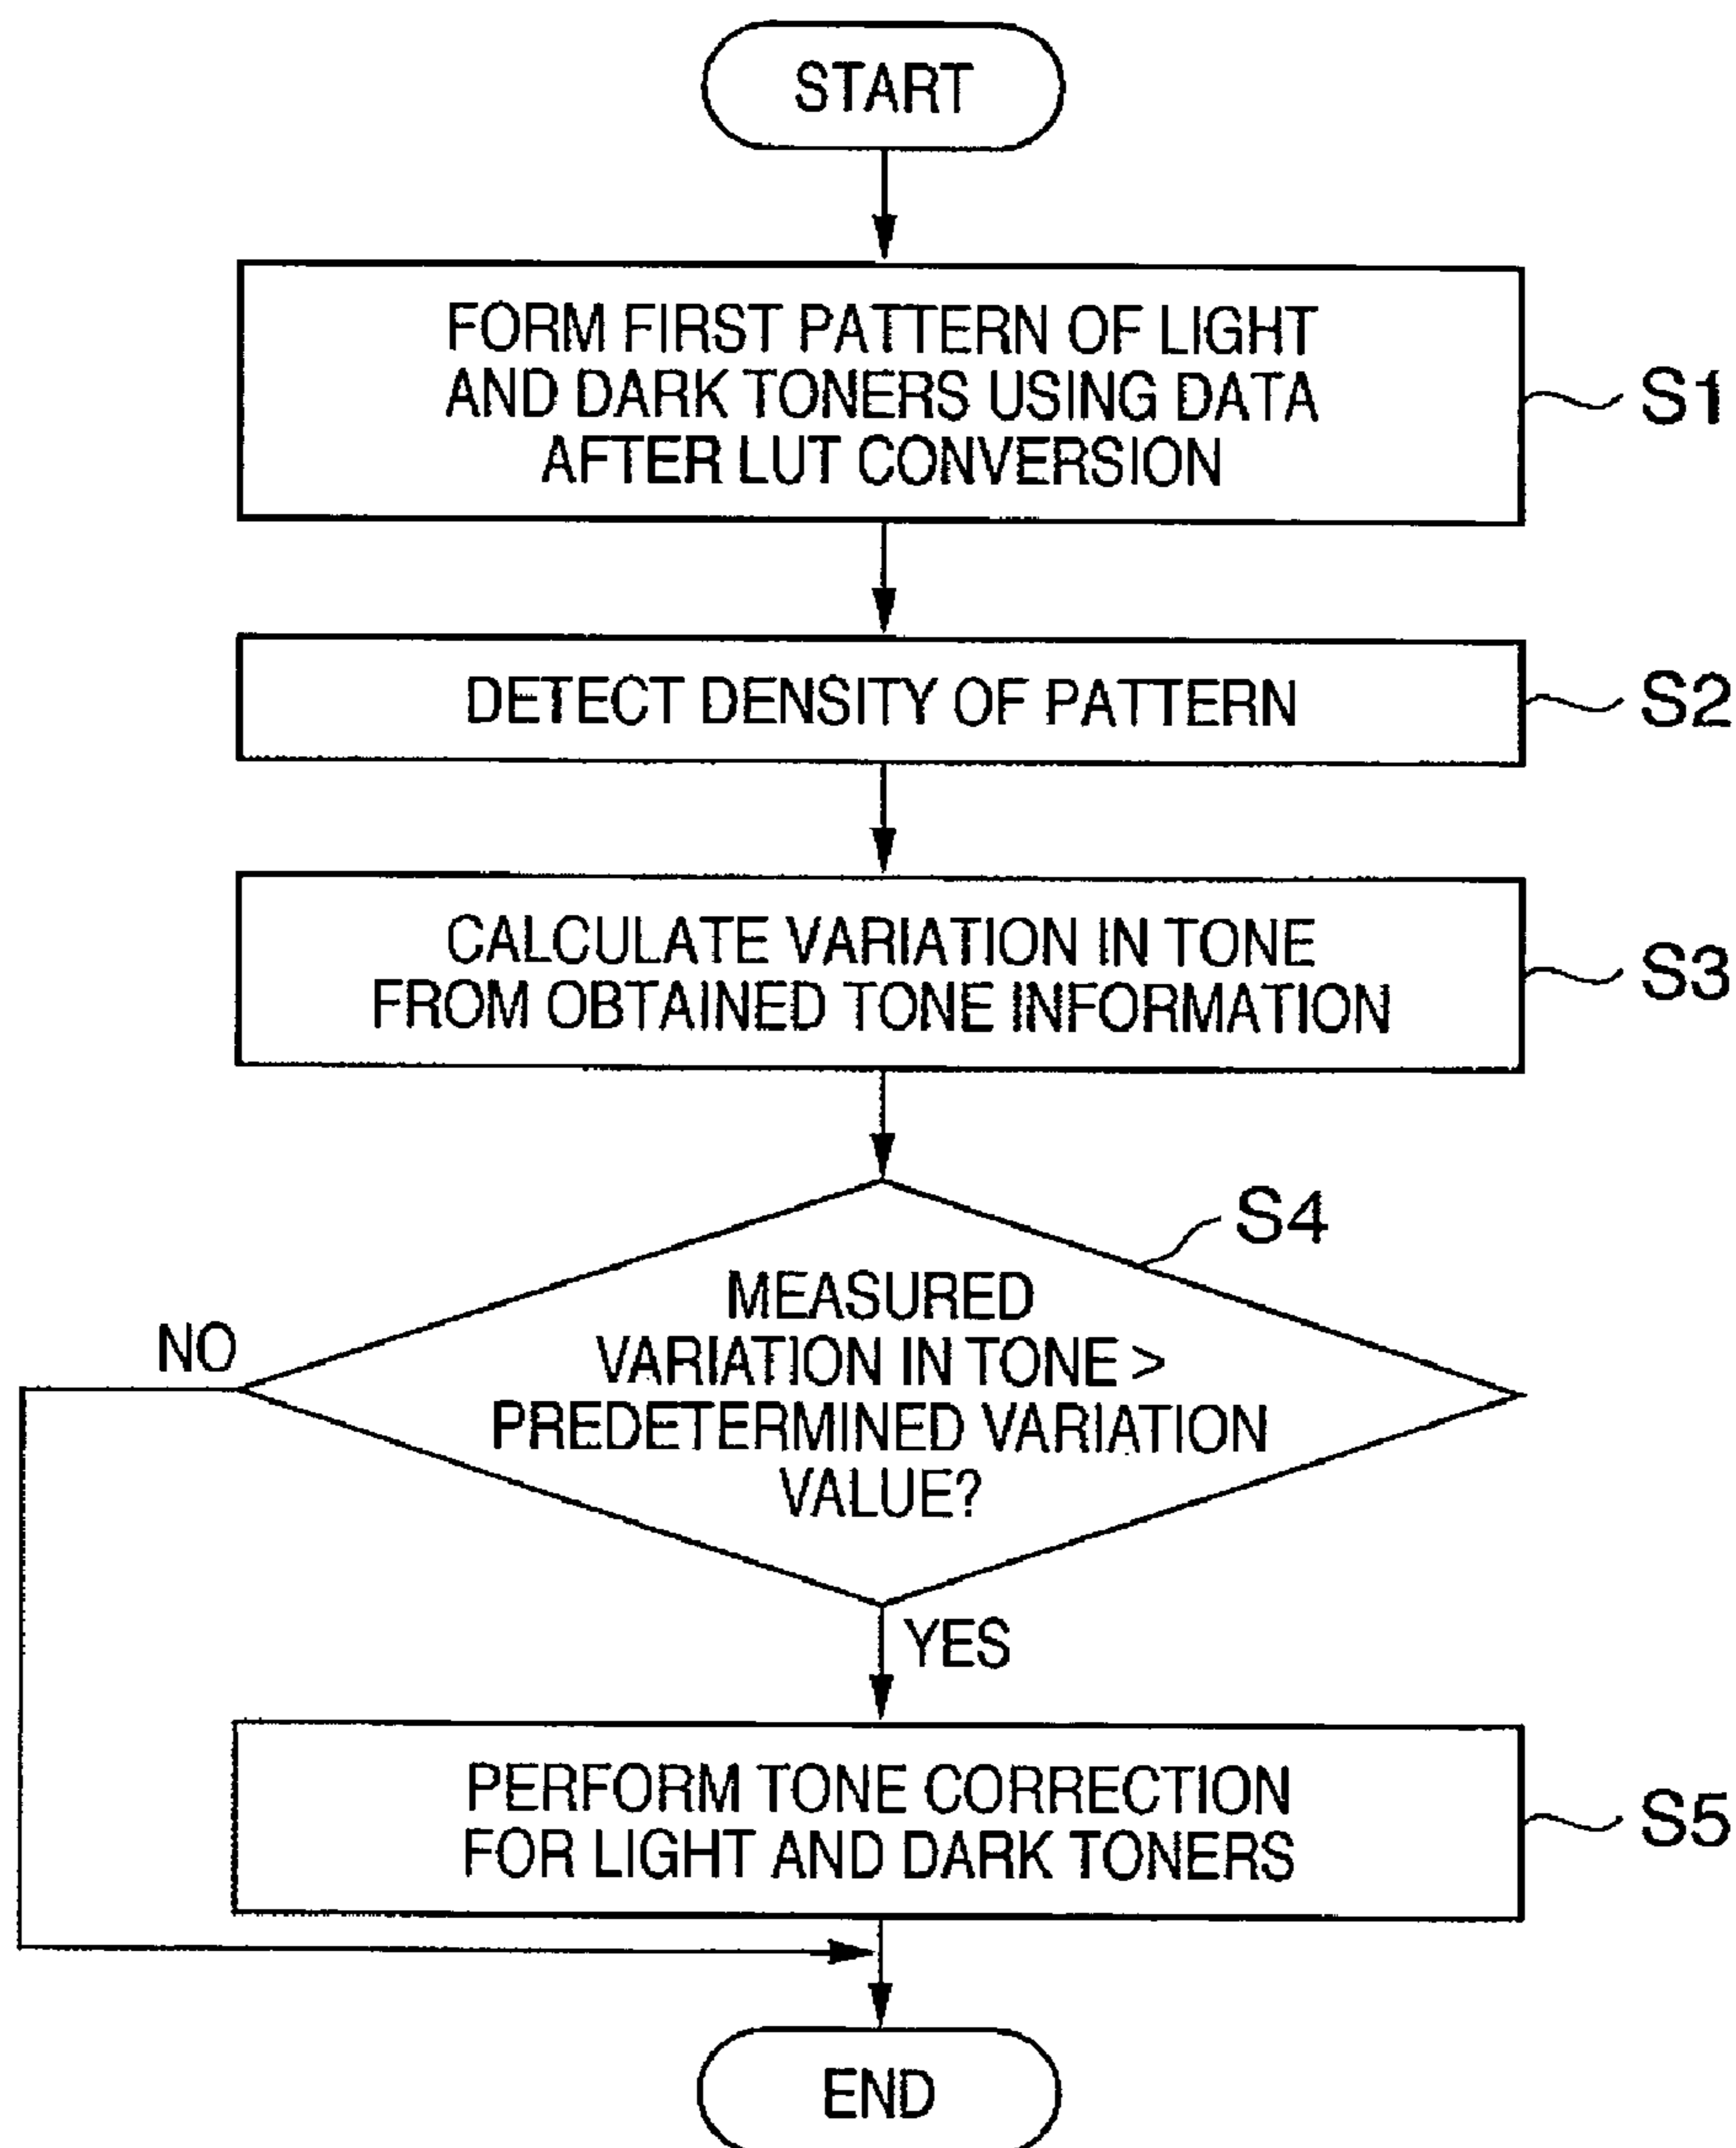 START
FORM FIRST PATTERN OF LIGHT
AND DARK TONERS USING DATA
AFTER LUT CONVERSION
S1
DETECT DENSITY OF PATTERN
S2
CALCULATE VARIATION IN TONE
FROM OBTAINED TONE INFORMATION
S3
S4
MEASURED
VARIATION IN TONE >
PREDETERMINED VARIATION
VALUE?
NO
YES
PERFORM TONE CORRECTION
FOR LIGHT AND DARK TONERS
S5
END